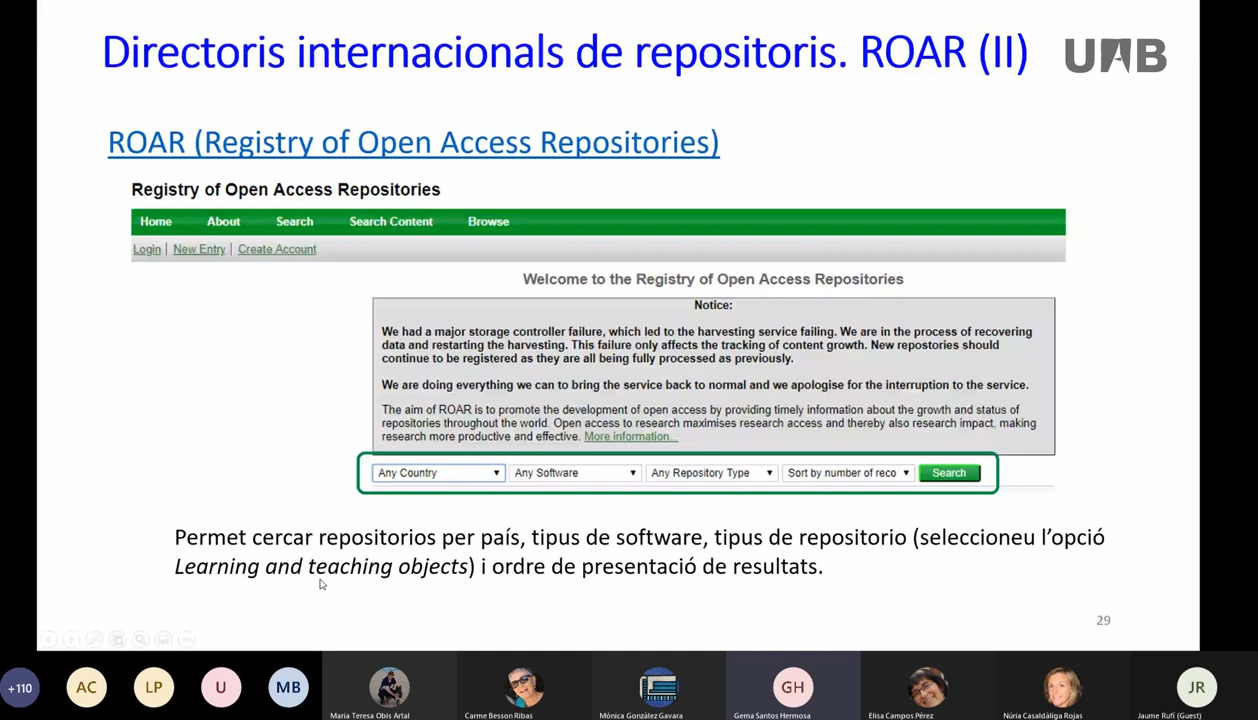 Directoris internacionals de repositoris. ROAR (II)
UAB
ROAR (Registry of Open Access Repositories)
Registry of Open Access Repositories
Home About Search Search Content Browse
Login | New Entry | Create Account
Welcome to the Registry of Open Access Repositories
Notice:
We had a major storage controller failure, which led to the harvesting service failing. We are in the process of recovering
data and restarting the harvesting. This failure only affects the tracking of content growth. New repostories should
continue to be registered as they are all being fully processed as previously.
We are doing everything we can to bring the service back to normal and we apologise for the interruption to the service.
The aim of ROAR is to promote the development of open access by providing timely information about the growth and status of
repositories throughout the world. Open access to research maximises research access and thereby also research impact, making
research more productive and effective. More information...
Any Country Any Software Any Repository Type Sort by number of reco Search
Permet cercar repositorios per país, tipus de software, tipus de repositorio (seleccioneu l’opció
Learning and teaching objects) i ordre de presentació de resultats.
29
+110 AC LP U MB GH JR
Maria Teresa Obis Artal Carme Besson Ribas Mònica González Gavara Gema Santos Hermosa Elisa Campos Pérez Núria Casaldàliga Rojas Jaume Rufí (Guest)